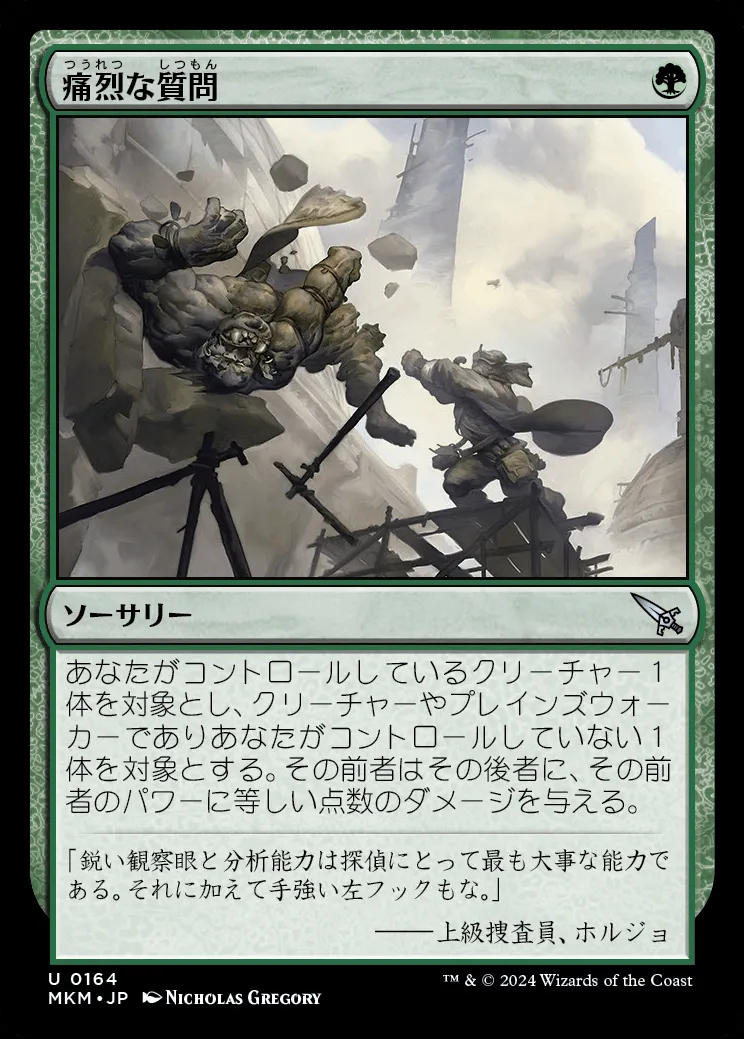 つうれつ しつもん
痛烈な質問
ソーサリー
あなたがコントロールしているクリーチャー１
体を対象とし、クリーチャーやプレインズウォー
カーでありあなたがコントロールしていない１
体を対象とする。その前者はその後者に、その前
者のパワーに等しい点数のダメージを与える。
「鋭い観察眼と分析能力は探偵にとって最も大事な能力で
ある。それに加えて手強い左フックもな。」
――上級捜査員、ホルジョ
U 0164
MKM • JP NICHOLAS GREGORY
™ & © 2024 Wizards of the Coast